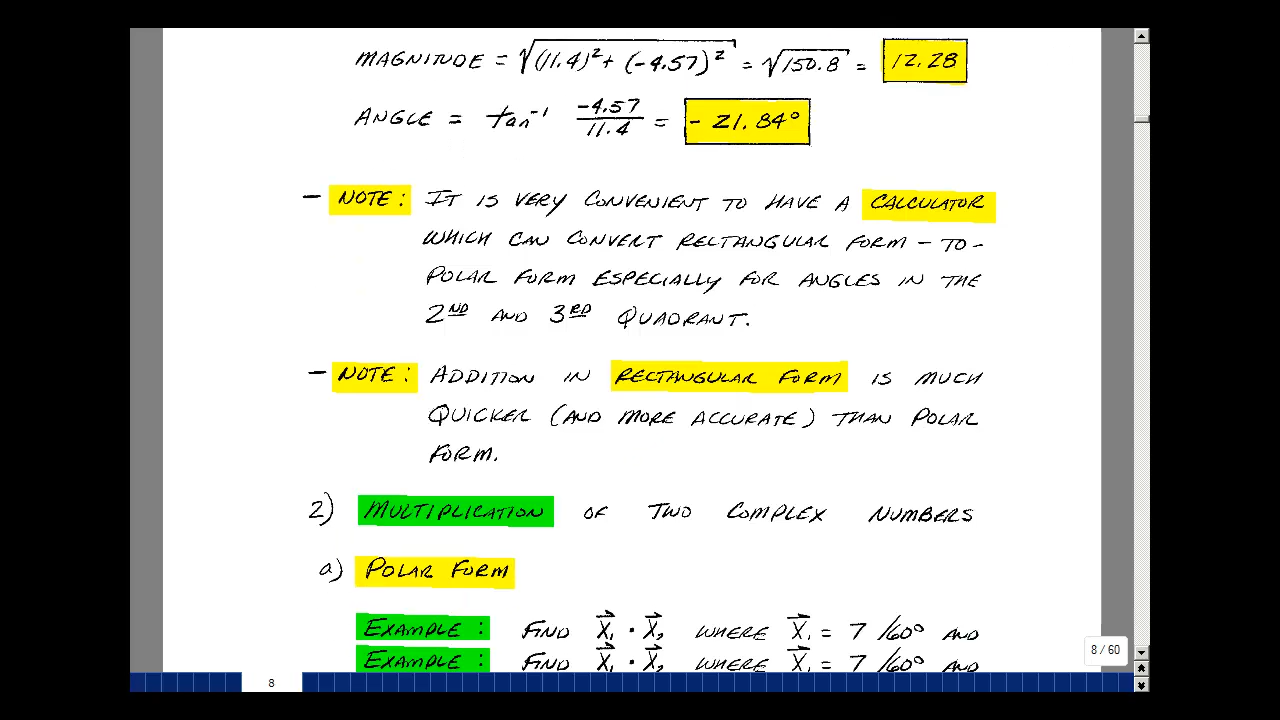 MAGNITUDE = √(11.4)² + (-4.57)² = √150.8 = 12.28
ANGLE = tan⁻¹ -4.57/11.4 = -21.84°
- NOTE: IT IS VERY CONVENIENT TO HAVE A CALCULATOR
WHICH CAN CONVERT RECTANGULAR FORM - TO -
POLAR FORM ESPECIALLY FOR ANGLES IN THE
2ND AND 3RD QUADRANT.
- NOTE: ADDITION IN RECTANGULAR FORM IS MUCH
QUICKER (AND MORE ACCURATE) THAN POLAR
FORM.
2) MULTIPLICATION OF TWO COMPLEX NUMBERS
a) POLAR FORM
EXAMPLE: FIND X⃗₁ · X⃗₂ WHERE X⃗₁ = 7 /60° AND
EXAMPLE: FIND X⃗₁ · X⃗₂ WHERE X⃗₁ = 7 /60° AND
8 / 60
8